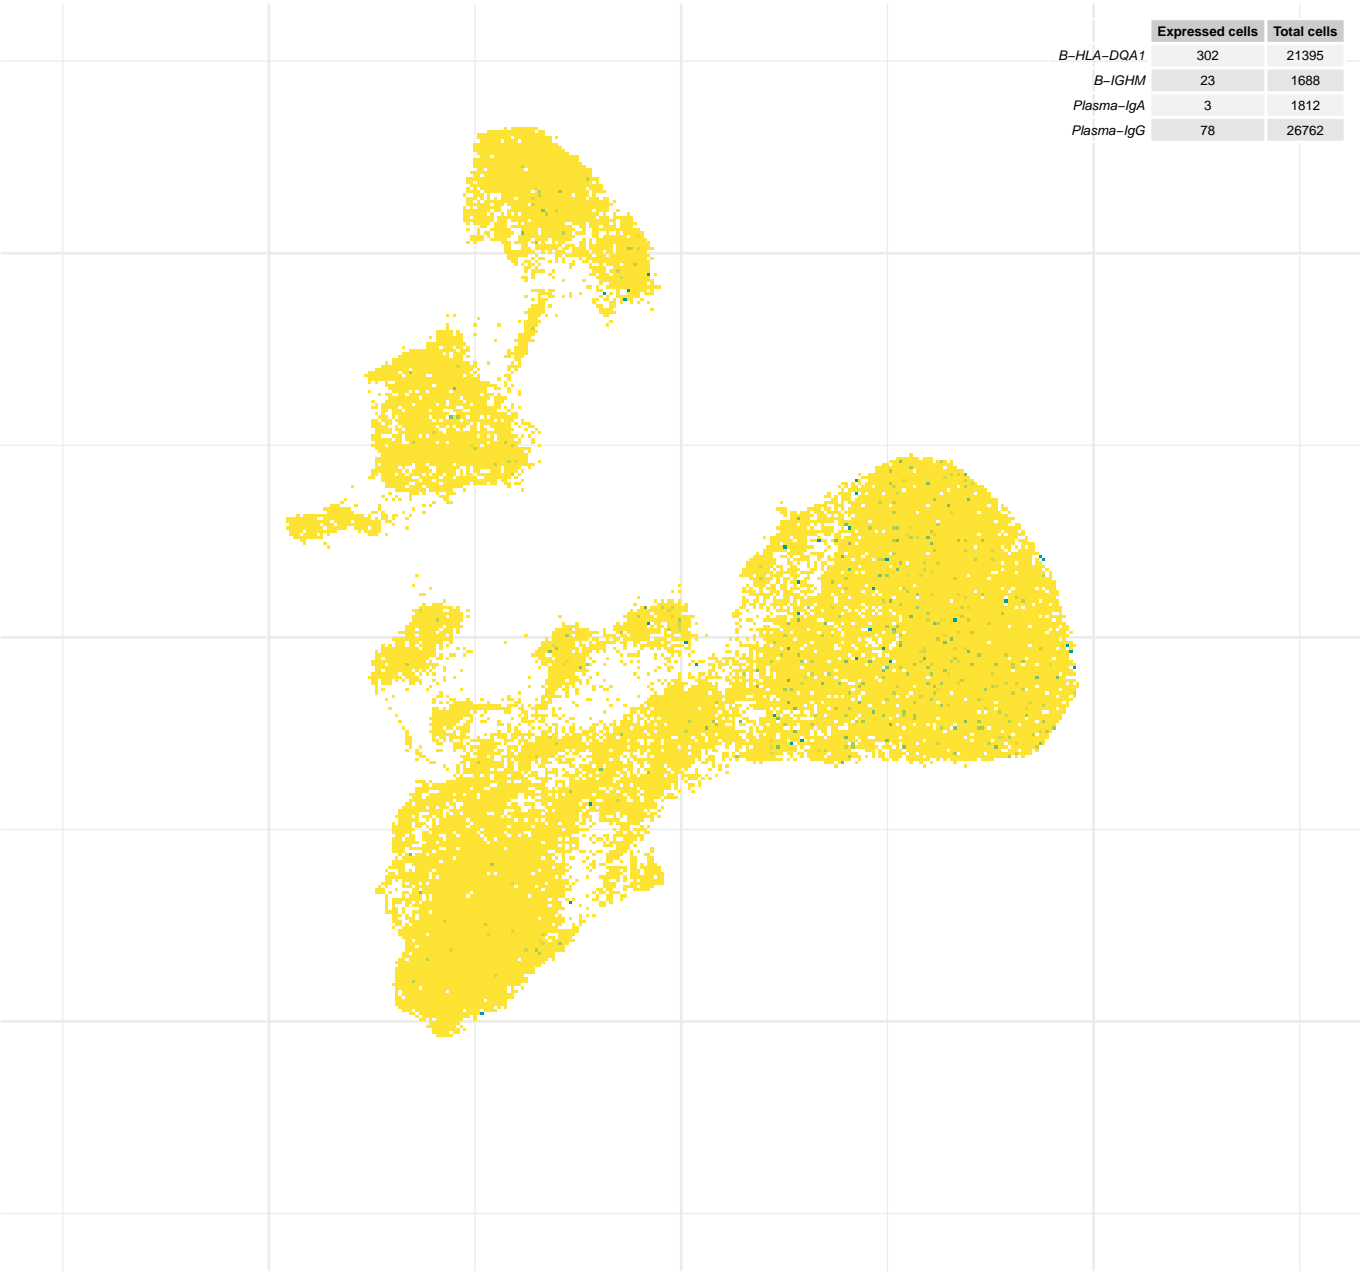 Expressed cells Total cells
B−HLA−DQA1 302 21395
B−IGHM 23 1688
Plasma−IgA 3 1812
Plasma−IgG 78 26762